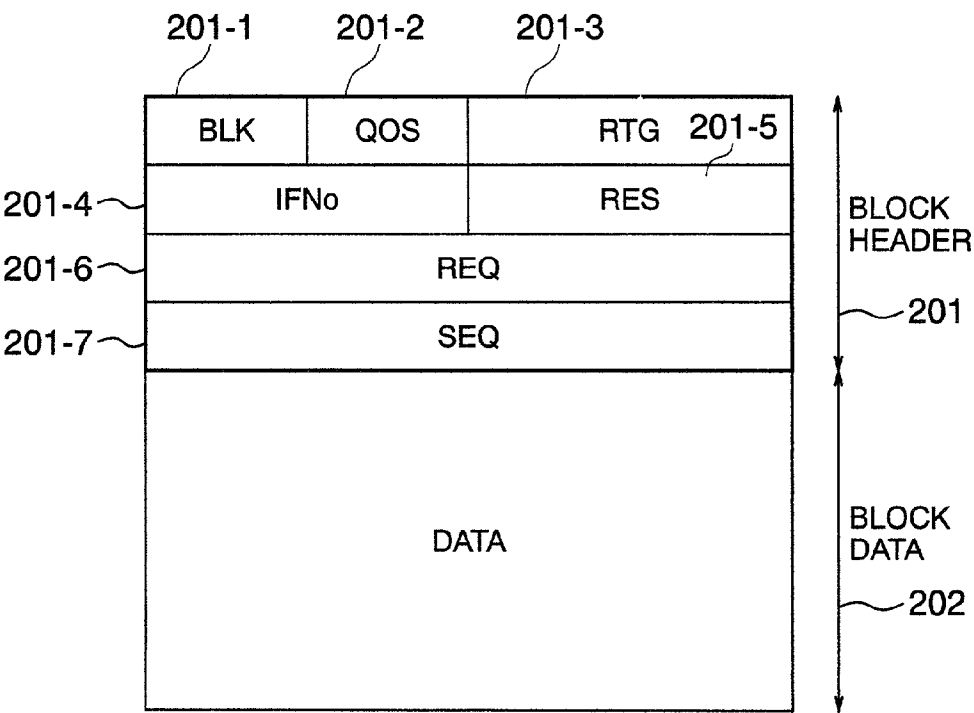 201-1 201-2 201-3
BLK QOS RTG 201-5
201-4 IFNo RES
BLOCK
HEADER
201-6 REQ
201
201-7 SEQ
DATA
BLOCK
DATA
202